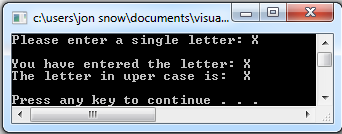 c:\users\jon snow\documents\visua...
Please enter a single letter: X
You have entered the letter:  X
The letter in uper case is:  X
Press any key to continue . . .